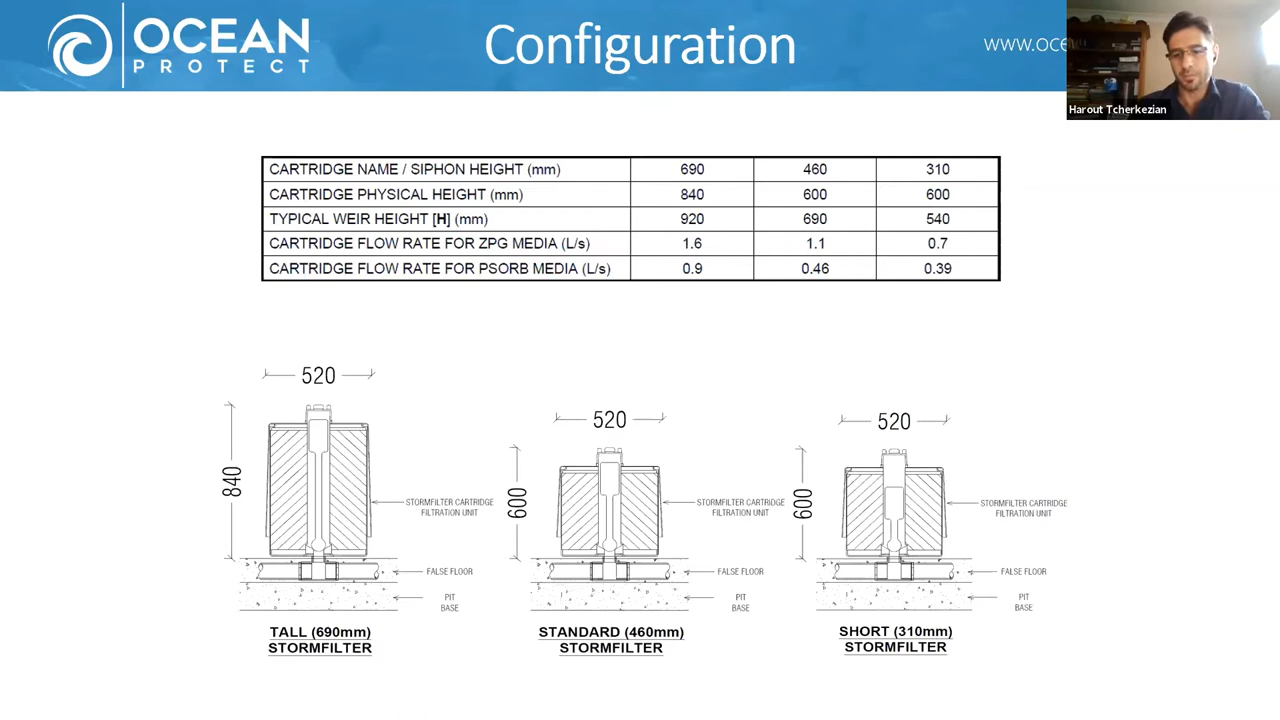 OCEAN
PROTECT
Configuration
www.oce
Harout Tcherkezian
CARTRIDGE NAME / SIPHON HEIGHT (mm) 690 460 310
CARTRIDGE PHYSICAL HEIGHT (mm) 840 600 600
TYPICAL WEIR HEIGHT [H] (mm) 920 690 540
CARTRIDGE FLOW RATE FOR ZPG MEDIA (L/s) 1.6 1.1 0.7
CARTRIDGE FLOW RATE FOR PSORB MEDIA (L/s) 0.9 0.46 0.39
520
840
STORMFILTER CARTRIDGE
FILTRATION UNIT
FALSE FLOOR
PIT
BASE
TALL (690mm)
STORMFILTER
520
600
STORMFILTER CARTRIDGE
FILTRATION UNIT
FALSE FLOOR
PIT
BASE
STANDARD (460mm)
STORMFILTER
520
600
STORMFILTER CARTRIDGE
FILTRATION UNIT
FALSE FLOOR
PIT
BASE
SHORT (310mm)
STORMFILTER